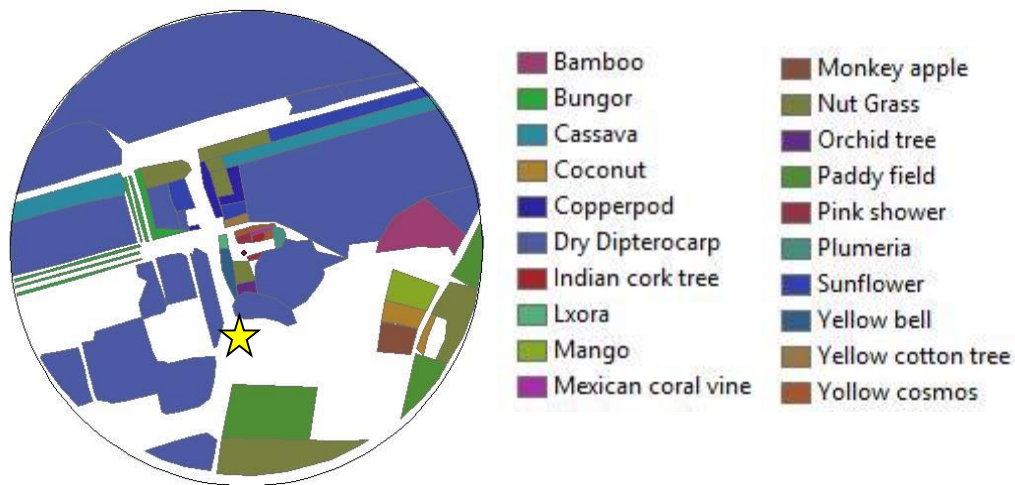 Bamboo
Bungor
Cassava
Coconut
Copperpod
Dry Dipterocarp
Indian cork tree
Lxora
Mango
Mexican coral vine
Monkey apple
Nut Grass
Orchid tree
Paddy field
Pink shower
Plumeria
Sunflower
Yellow bell
Yellow cotton tree
Yollow cosmos